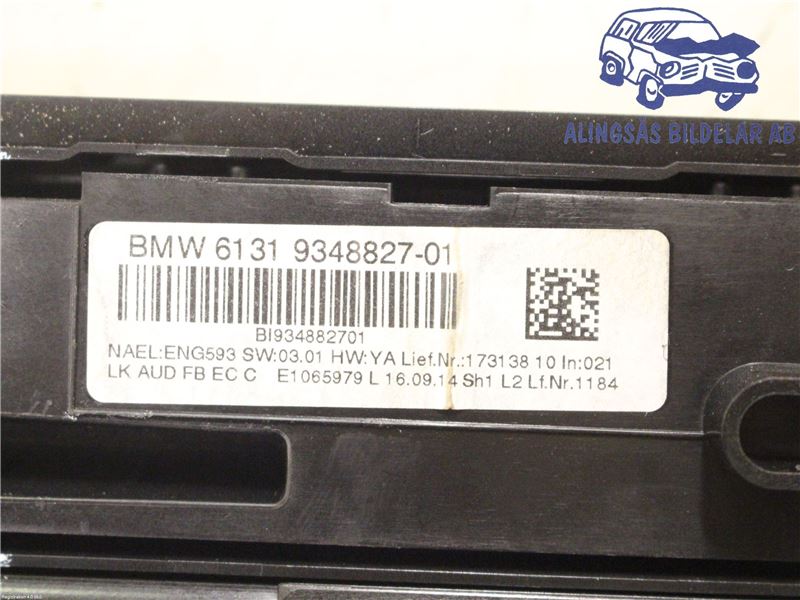 ALINGSÅS BILDELAR AB
BMW 6131 9348827-01
BI934882701
NAEL:ENG593 SW:03.01 HW:YA Lief.Nr.:173138 10 In:021
LK AUD FB EC C E1065979 L 16.09.14 Sh1 L2 Lf.Nr.1184